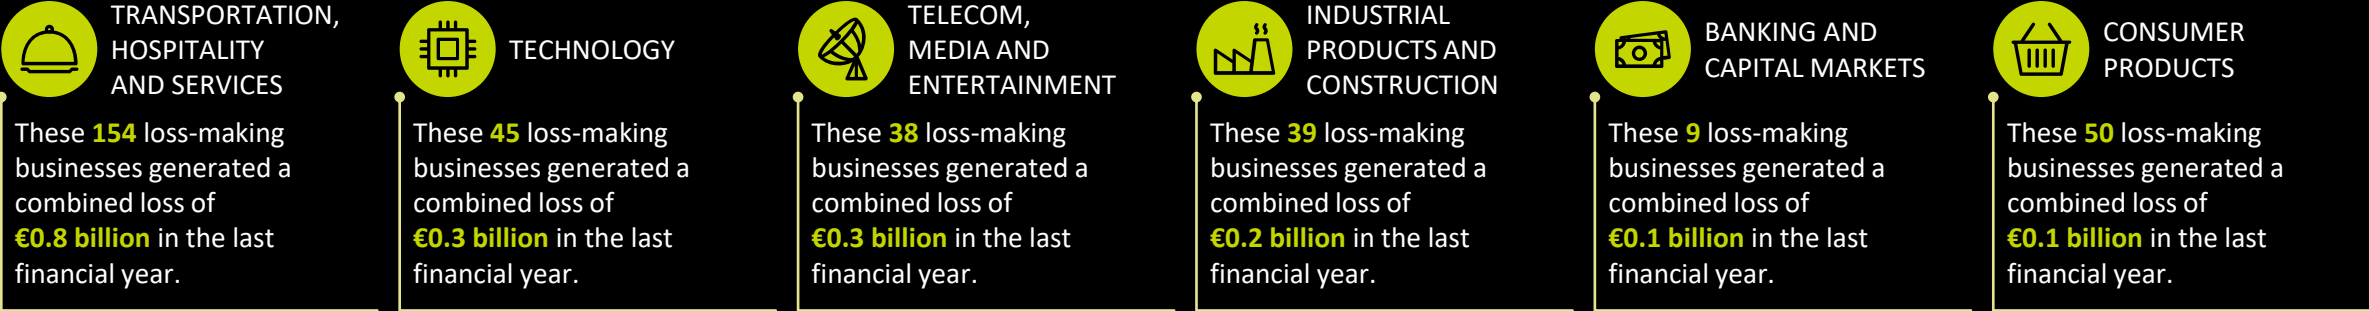 TRANSPORTATION,
HOSPITALITY
AND SERVICES
These 154 loss-making
businesses generated a
combined loss of
€0.8 billion in the last
financial year.
TECHNOLOGY
These 45 loss-making
businesses generated a
combined loss of
€0.3 billion in the last
financial year.
TELECOM,
MEDIA AND
ENTERTAINMENT
These 38 loss-making
businesses generated a
combined loss of
€0.3 billion in the last
financial year.
INDUSTRIAL
PRODUCTS AND
CONSTRUCTION
These 39 loss-making
businesses generated a
combined loss of
€0.2 billion in the last
financial year.
BANKING AND
CAPITAL MARKETS
These 9 loss-making
businesses generated a
combined loss of
€0.1 billion in the last
financial year.
CONSUMER
PRODUCTS
These 50 loss-making
businesses generated a
combined loss of
€0.1 billion in the last
financial year.